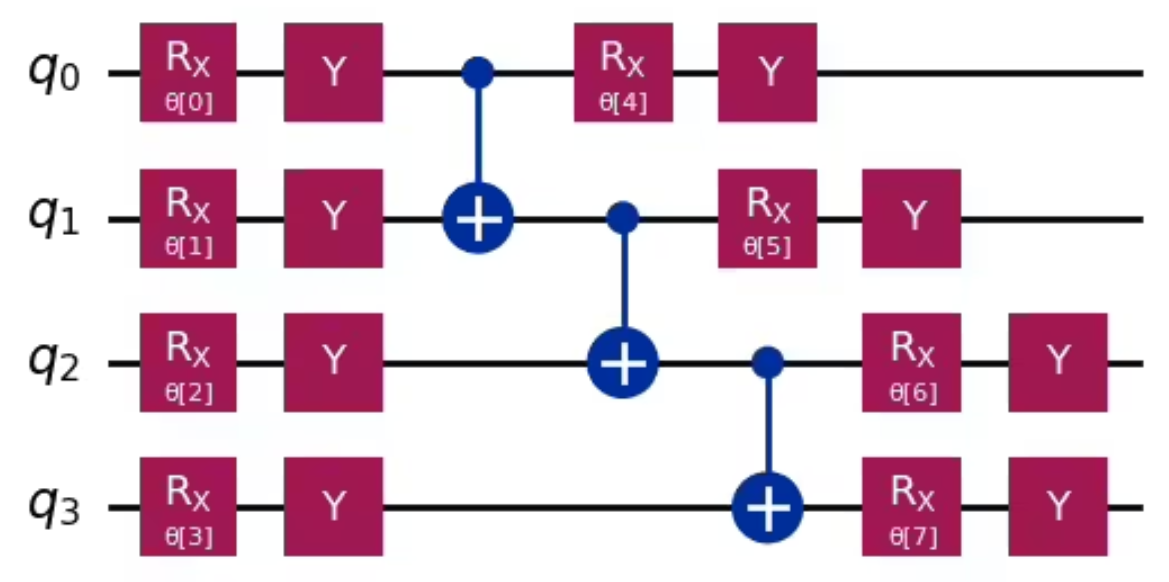 q0 RX θ[0] Y RX θ[4] Y
q1 RX θ[1] Y RX θ[5] Y
q2 RX θ[2] Y RX θ[6] Y
q3 RX θ[3] Y RX θ[7] Y